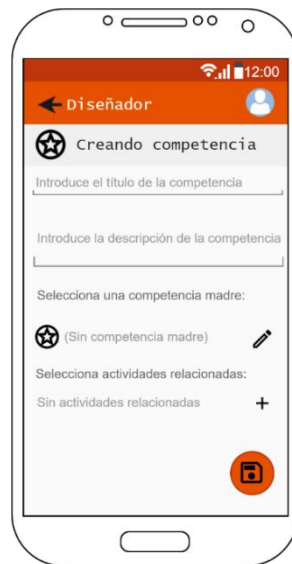 12:00
Diseñador
Creando competencia
Introduce el título de la competencia
Introduce la descripción de la competencia
Selecciona una competencia madre:
(Sin competencia madre)
Selecciona actividades relacionadas:
Sin actividades relacionadas
+